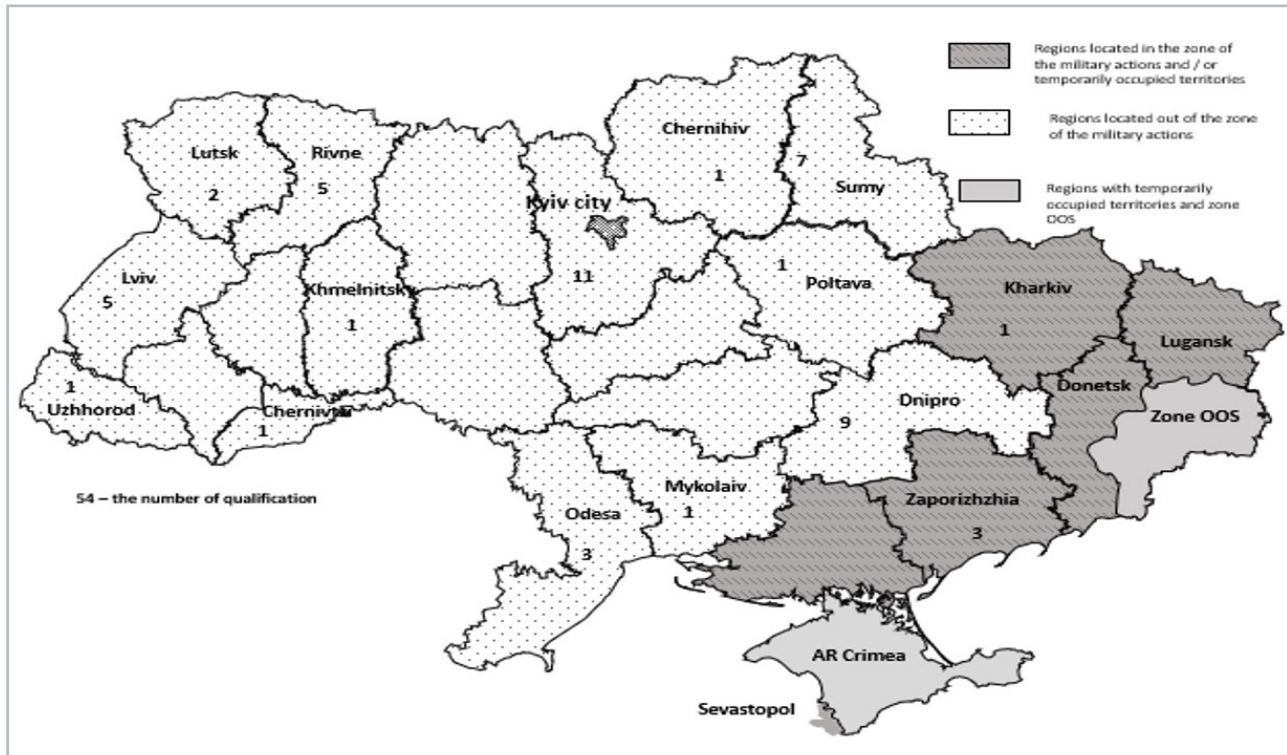 Regions located in the zone of
the military actions and / or
temporarily occupied territories
Regions located out of the zone
of the military actions
Regions with temporarily
occupied territories and zone
OOS
Chernihiv
1
7
Sumy
Lutsk
2
Rivne
5
Kyiv city
11
Lviv
5
Khmelnitsky
1
1
Poltava
Kharkiv
1
Lugansk
Donetsk
Zone OOS
1
Uzhhorod
Chernivtsi
1
Dnipro
9
54 – the number of qualification
Odesa
3
Mykolaiv
1
Zaporizhzhia
3
AR Crimea
Sevastopol